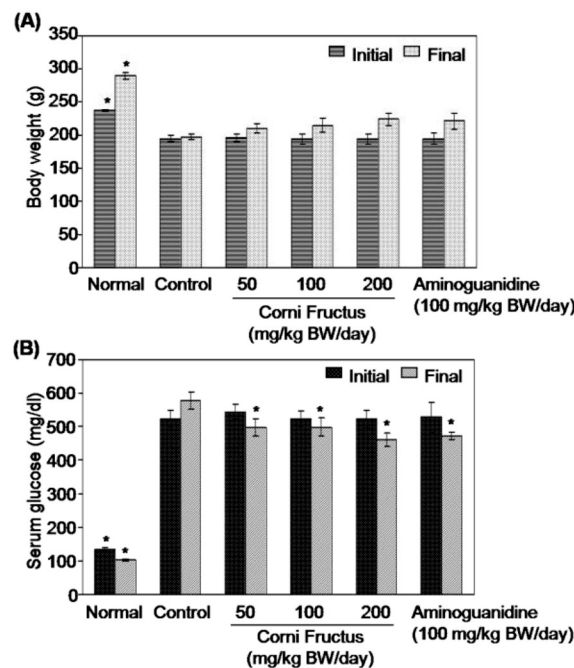 (A)
350
300
250
200
150
100
50
0
Body weight (g)
Initial Final
* *
Normal Control 50 100 200 Aminoguanidine
Corni Fructus (100 mg/kg BW/day)
(mg/kg BW/day)
(B)
700
600
500
400
300
200
100
0
Serum glucose (mg/dl)
Initial Final
* * * * * *
Normal Control 50 100 200 Aminoguanidine
Corni Fructus (100 mg/kg BW/day)
(mg/kg BW/day)